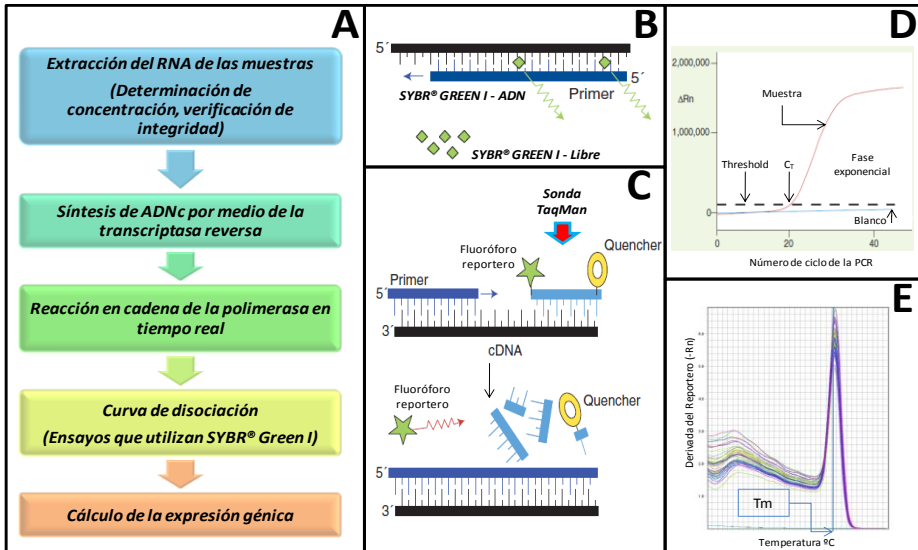 A
Extracción del RNA de las muestras
(Determinación de
concentración, verificación de
integridad)
Síntesis de ADNc por medio de la
transcriptasa reversa
Reacción en cadena de la polimerasa en
tiempo real
Curva de disociación
(Ensayos que utilizan SYBR® Green I)
Cálculo de la expresión génica
B
5´
5´
SYBR® GREEN I - ADN
Primer
SYBR® GREEN I -Libre
C
Sonda
TaqMan
Fluoróforo
reportero
Quencher
Primer
5´
3´
cDNA
Fluoróforo
reportero
Quencher
5´
3´
D
2,000,000
ΔRn
Muestra
1,000,000
Threshold
CT
Fase
exponencial
0
Blanco
0
20
40
Número de ciclo de la PCR
E
Derivada del Reportero (-Rn)
Tm
Temperatura ºC